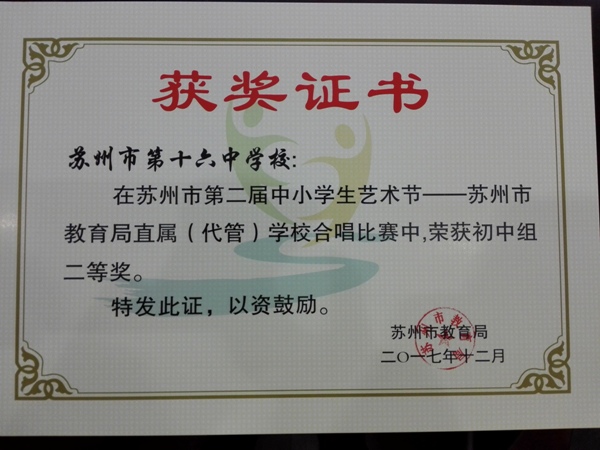 获奖证书
苏州市第十六中学校:
在苏州市第二届中小学生艺术节——苏州市
教育局直属（代管）学校合唱比赛中,荣获初中组
二等奖。
特发此证，以资鼓励。
苏州市教育局
二〇一七年十二月